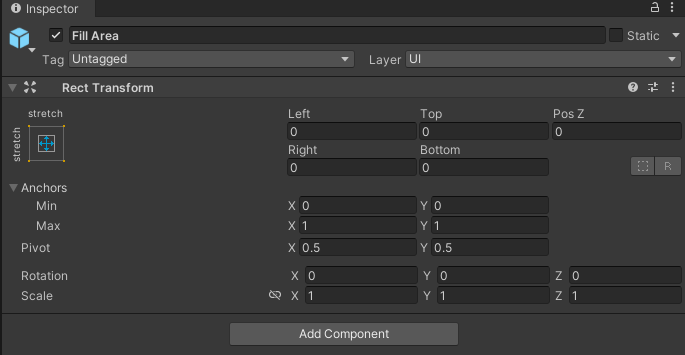 Inspector
Fill Area Static
Tag Untagged Layer UI
Rect Transform
stretch
stretch
Left Top Pos Z
0 0 0
Right Bottom
0 0 R
Anchors
Min X 0 Y 0
Max X 1 Y 1
Pivot X 0.5 Y 0.5
Rotation X 0 Y 0 Z 0
Scale X 1 Y 1 Z 1
Add Component